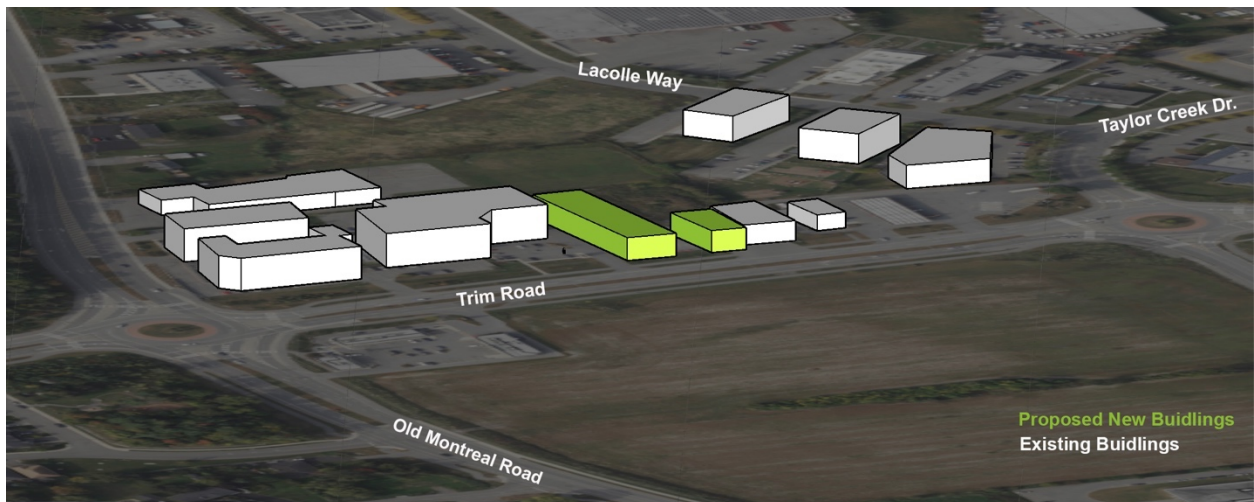 Lacolle Way
Taylor Creek Dr.
Trim Road
Old Montreal Road
Proposed New Buidlings
Existing Buidlings